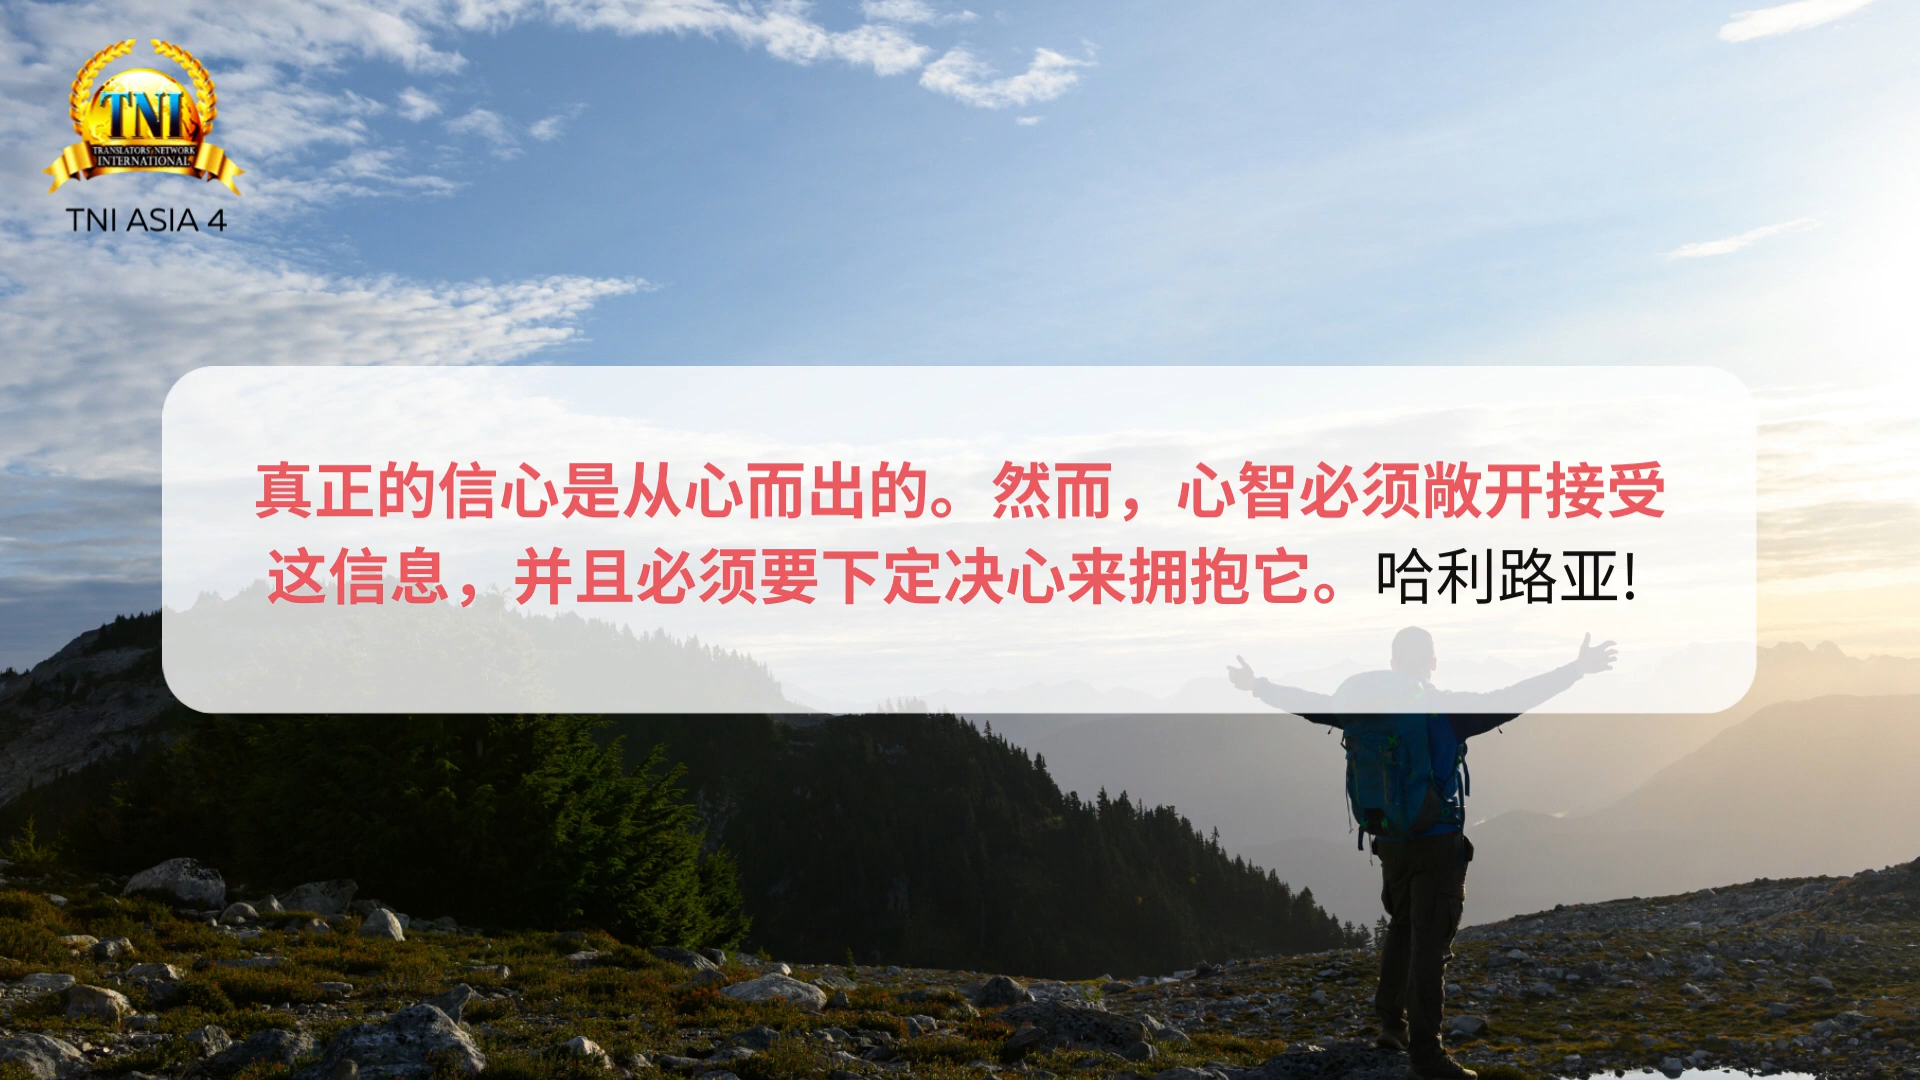 TNI
TRANSLATORS' NETWORK
INTERNATIONAL
TNI ASIA 4
真正的信心是从心而出的。然而，心智必须敞开接受
这信息，并且必须要下定决心来拥抱它。哈利路亚!